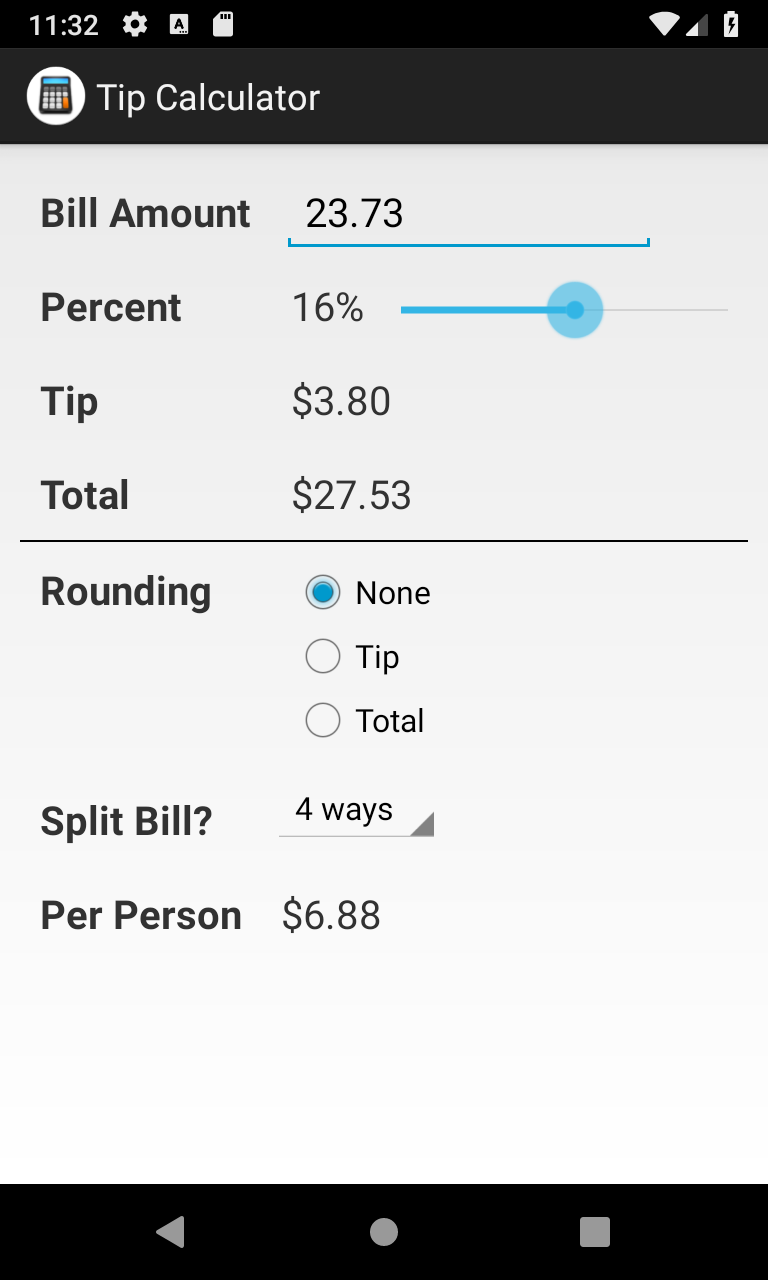 11:32
Tip Calculator
Bill Amount 23.73
Percent 16%
Tip $3.80
Total $27.53
Rounding None
Tip
Total
Split Bill? 4 ways
Per Person $6.88